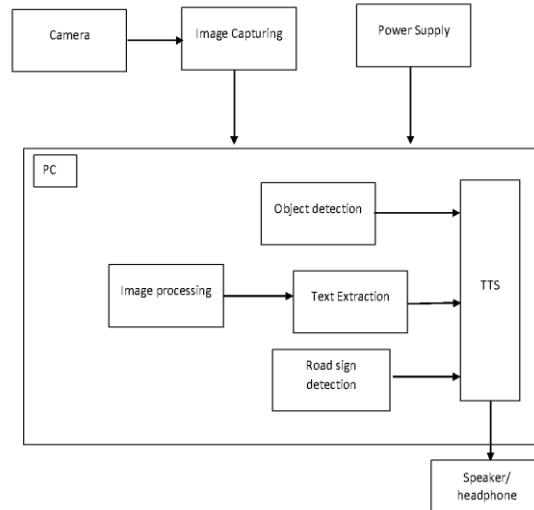 Camera
Image Capturing
Power Supply
PC
Object detection
Image processing
Text Extraction
TTS
Road sign
detection
Speaker/
headphone